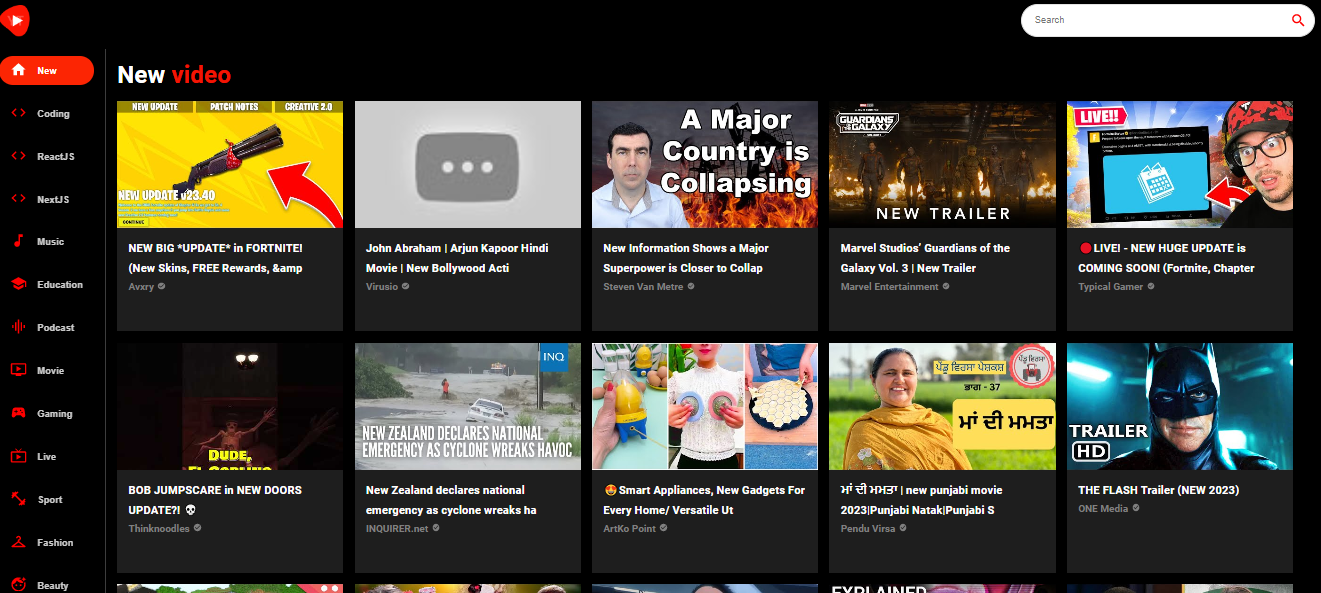 Search
New
Coding
ReactJS
NextJS
Music
Education
Podcast
Movie
Gaming
Live
Sport
Fashion
Beauty
New video
NEW UPDATE PATCH NOTES CREATIVE 2.0
NEW UPDATE v23.40
CONTINUE
NEW BIG *UPDATE* in FORTNITE!
(New Skins, FREE Rewards, &amp
Avxry
John Abraham | Arjun Kapoor Hindi
Movie | New Bollywood Acti
Virusio
A Major
Country is
Collapsing
New Information Shows a Major
Superpower is Closer to Collap
Steven Van Metre
GUARDIANS
OF THE GALAXY
NEW TRAILER
Marvel Studios’ Guardians of the
Galaxy Vol. 3 | New Trailer
Marvel Entertainment
LIVE!!
🔴LIVE! - NEW HUGE UPDATE is
COMING SOON! (Fortnite, Chapter
Typical Gamer
DUDE,
BOB JUMPSCARE in NEW DOORS
UPDATE?! 💀
Thinknoodles
INQ
NEW ZEALAND DECLARES NATIONAL
EMERGENCY AS CYCLONE WREAKS HAVOC
New Zealand declares national
emergency as cyclone wreaks ha
INQUIRER.net
🤩Smart Appliances, New Gadgets For
Every Home/ Versatile Ut
ArtKo Point
ਪਿੰਡੂ ਵਿਰਸਾ
ਪੇਂਡੂ ਵਿਰਸਾ ਪੇਸ਼ਕਸ਼
ਭਾਗ - 37
ਮਾਂ ਦੀ ਮਮਤਾ
ਮਾਂ ਦੀ ਮਮਤਾ | new punjabi movie
2023|Punjabi Natak|Punjabi S
Pendu Virsa
TRAILER
HD
THE FLASH Trailer (NEW 2023)
ONE Media
EXPLAINED